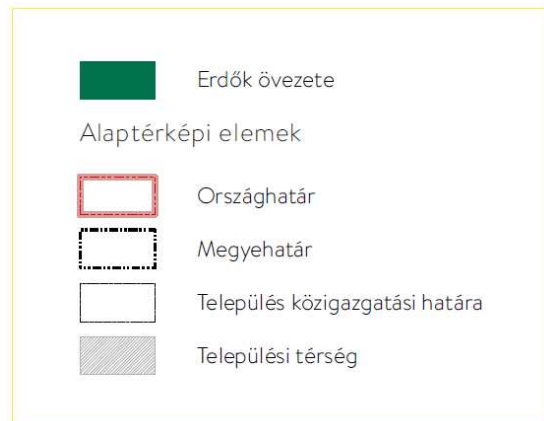 Erdők övezete
Alaptérképi elemek
Országhatár
Megyehatár
Település közigazgatási határa
Települési térség